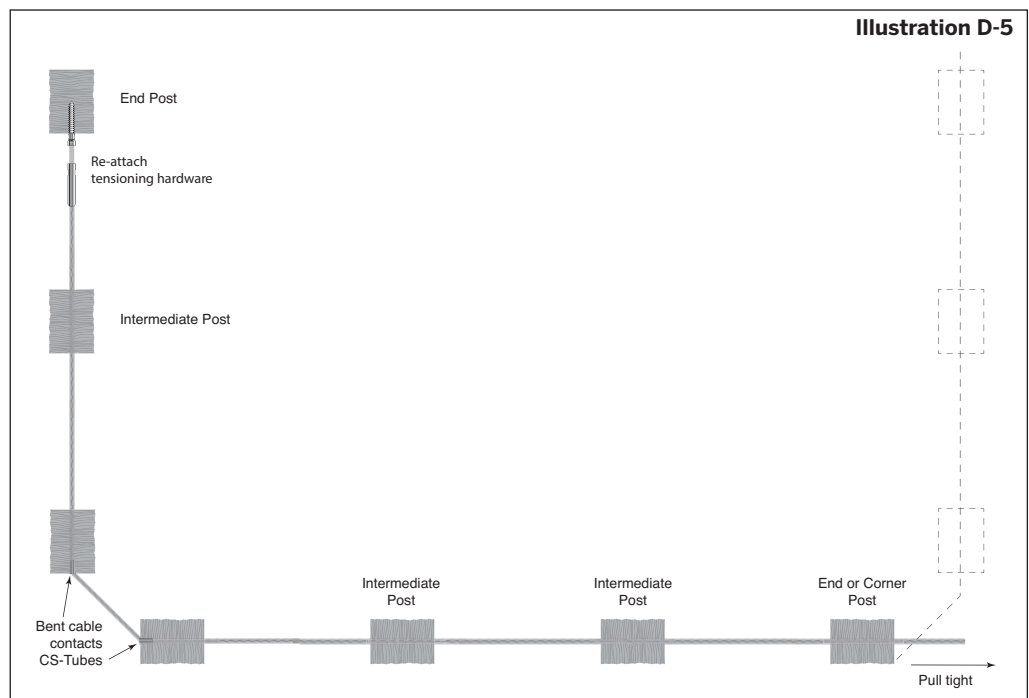 Illustration D-5
End Post
Re-attach
tensioning hardware
Intermediate Post
Intermediate
Post
Intermediate
Post
End or Corner
Post
Bent cable
contacts
CS-Tubes
Pull tight